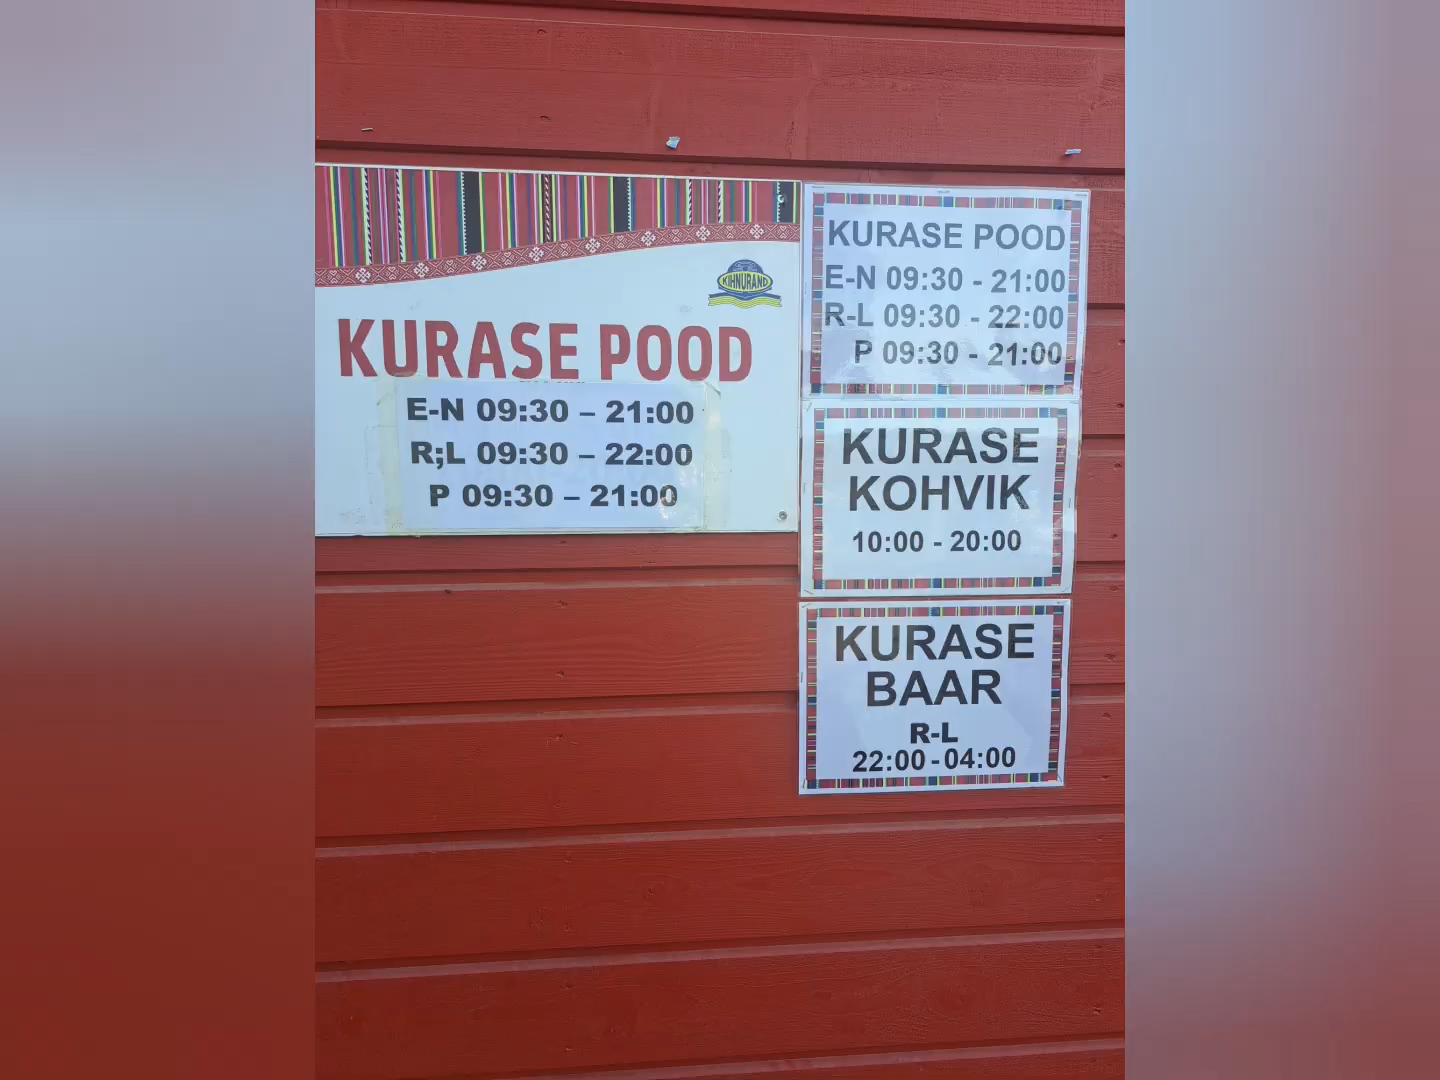 KIHNURAND
KURASE POOD
E-N 09:30 – 21:00
R;L 09:30 – 22:00
P 09:30 – 21:00
KURASE POOD
E-N 09:30 - 21:00
R-L 09:30 - 22:00
P 09:30 - 21:00
KURASE
KOHVIK
10:00 - 20:00
KURASE
BAAR
R-L
22:00-04:00